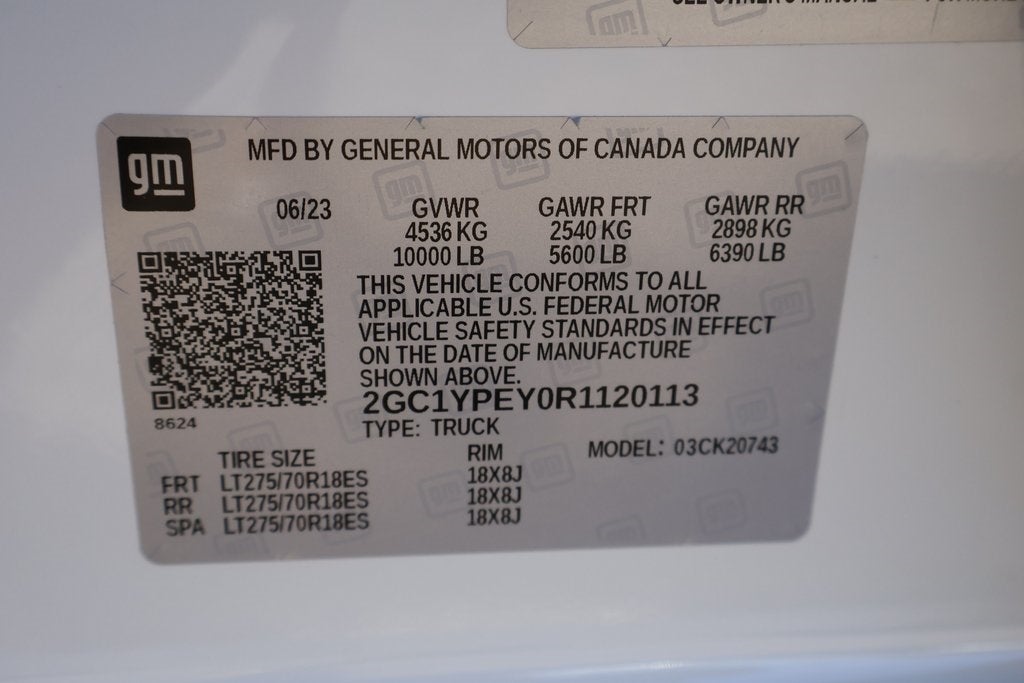 OWNER'S MANUAL
gm
MFD BY GENERAL MOTORS OF CANADA COMPANY
06/23 GVWR GAWR FRT GAWR RR
4536 KG 2540 KG 2898 KG
10000 LB 5600 LB 6390 LB
THIS VEHICLE CONFORMS TO ALL
APPLICABLE U.S. FEDERAL MOTOR
VEHICLE SAFETY STANDARDS IN EFFECT
ON THE DATE OF MANUFACTURE
SHOWN ABOVE.
2GC1YPEY0R1120113
8624
TYPE: TRUCK
TIRE SIZE RIM MODEL: 03CK20743
FRT LT275/70R18ES 18X8J
RR LT275/70R18ES 18X8J
SPA LT275/70R18ES 18X8J